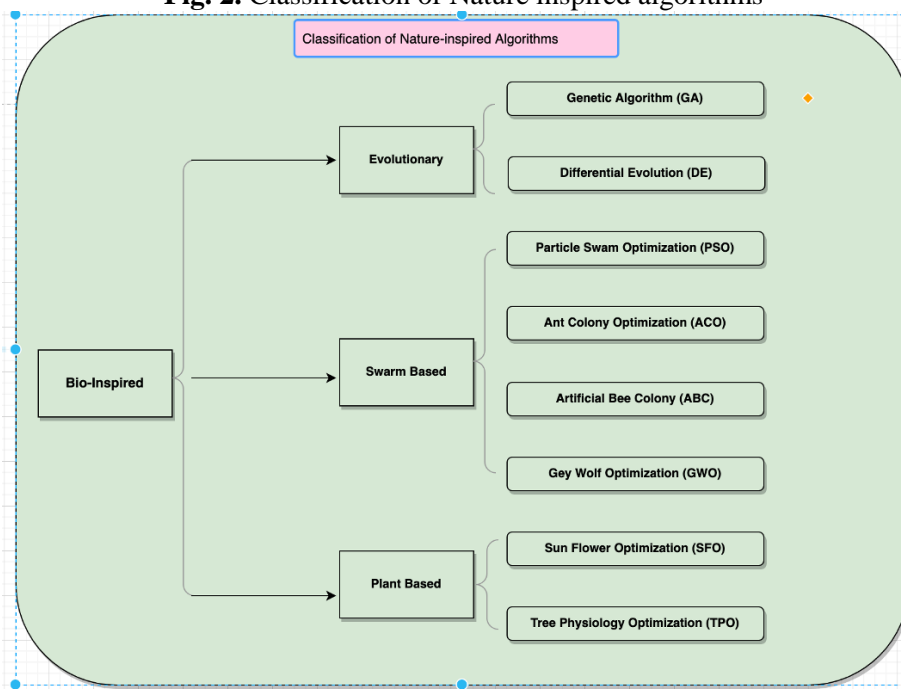 Fig. 2. Classification of Nature inspired algorithms
Classification of Nature-inspired Algorithms
Genetic Algorithm (GA)
Evolutionary
Differential Evolution (DE)
Particle Swam Optimization (PSO)
Ant Colony Optimization (ACO)
Bio-Inspired
Swarm Based
Artificial Bee Colony (ABC)
Gey Wolf Optimization (GWO)
Sun Flower Optimization (SFO)
Plant Based
Tree Physiology Optimization (TPO)